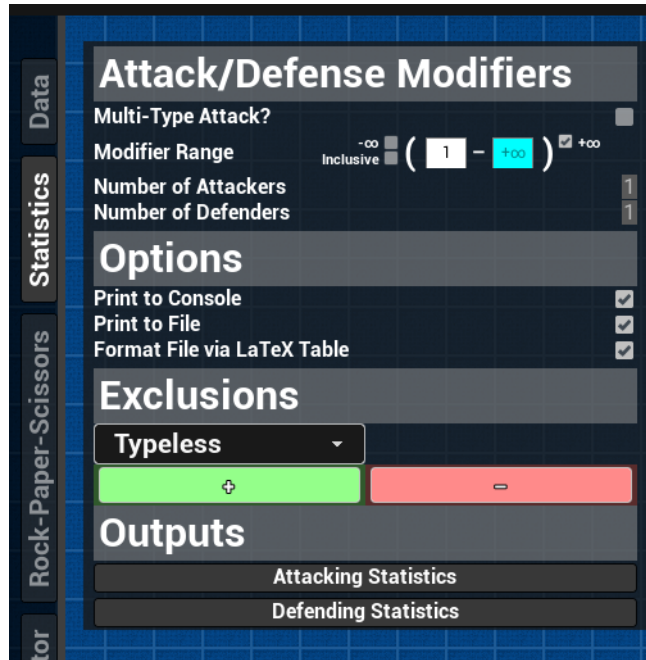 Data
Statistics
Rock-Paper-Scissors
tor
Attack/Defense Modifiers
Multi-Type Attack?
Modifier Range
-∞
Inclusive
( 1 - +∞ )
+∞
Number of Attackers 1
Number of Defenders 1
Options
Print to Console
Print to File
Format File via LaTeX Table
Exclusions
Typeless
+
-
Outputs
Attacking Statistics
Defending Statistics